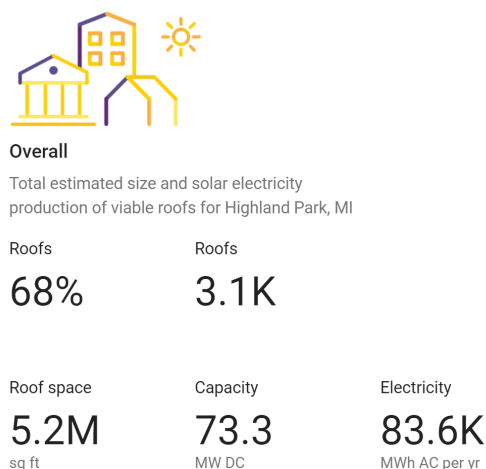 Overall
Total estimated size and solar electricity
production of viable roofs for Highland Park, MI
Roofs
Roofs
68%
3.1K
Roof space
Capacity
Electricity
5.2M
73.3
83.6K
sq ft
MW DC
MWh AC per yr